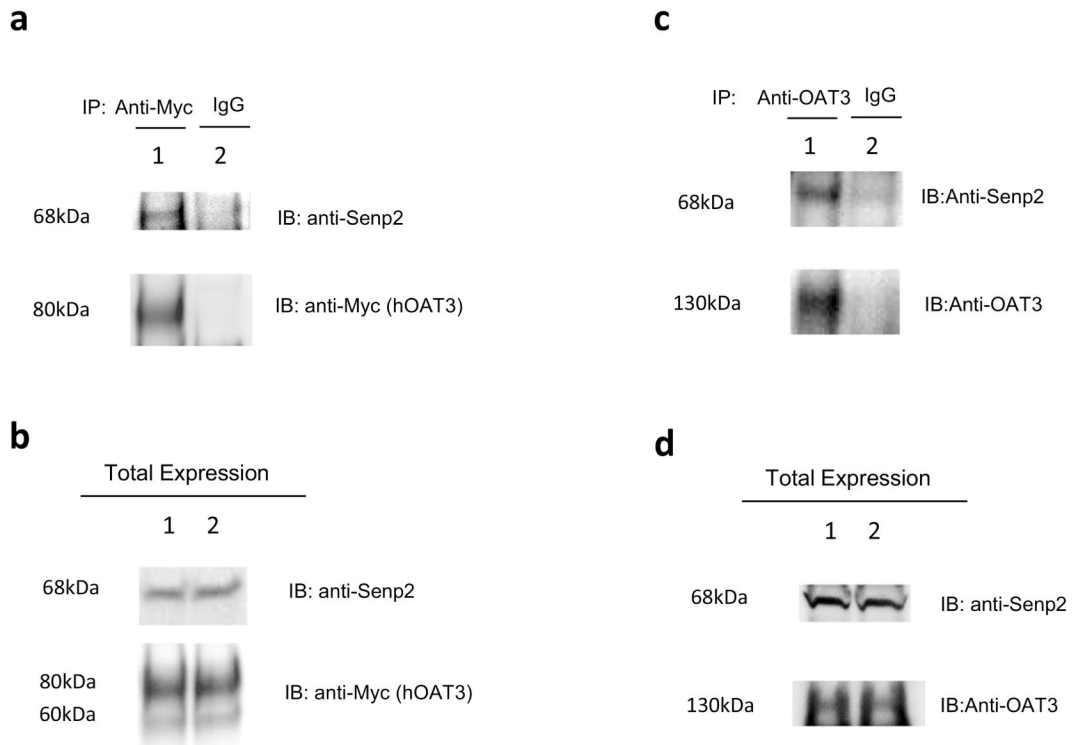 a
IP: Anti-Myc IgG
1 2
68kDa IB: anti-Senp2
80kDa IB: anti-Myc (hOAT3)
b
Total Expression
1 2
68kDa IB: anti-Senp2
80kDa IB: anti-Myc (hOAT3)
60kDa
c
IP: Anti-OAT3 IgG
1 2
68kDa IB:Anti-Senp2
130kDa IB:Anti-OAT3
d
Total Expression
1 2
68kDa IB: anti-Senp2
130kDa IB:Anti-OAT3